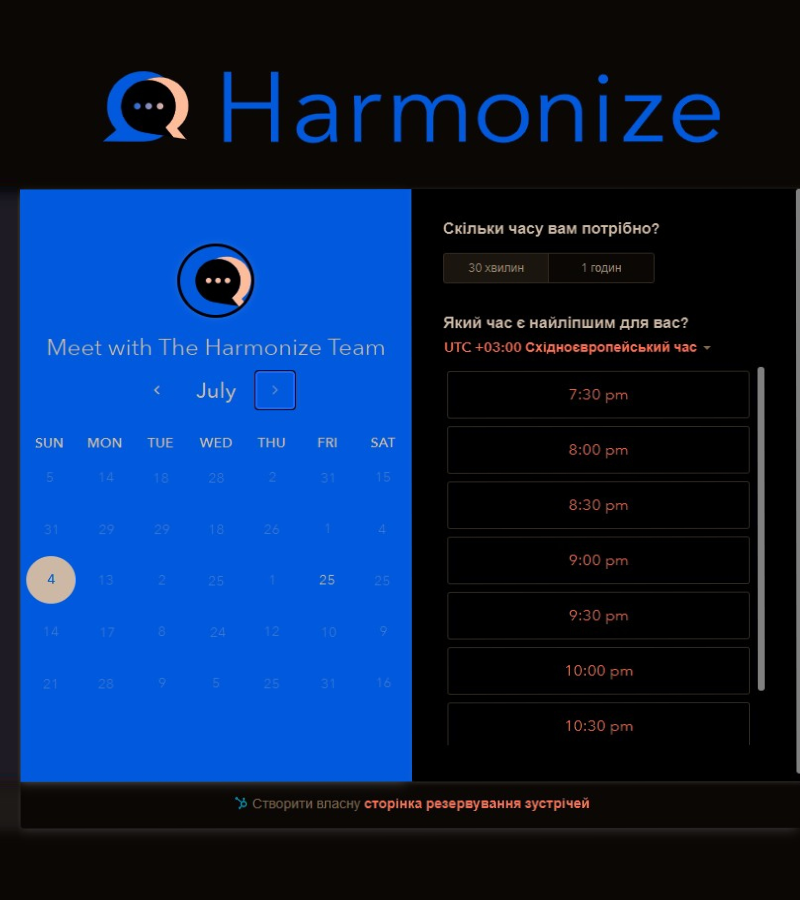 Harmonize
Meet with The Harmonize Team
July
SUN MON TUE WED THU FRI SAT
5 14 18 28 2 31 15
31 29 29 18 26 1 4
4 13 2 25 1 25 25
14 17 8 24 12 10 9
21 28 9 5 25 31 16
Скільки часу вам потрібно?
30 хвилин 1 годин
Який час є найліпшим для вас?
UTC +03:00 Східноєвропейський час
7:30 pm
8:00 pm
8:30 pm
9:00 pm
9:30 pm
10:00 pm
10:30 pm
Створити власну сторінка резервування зустрічей